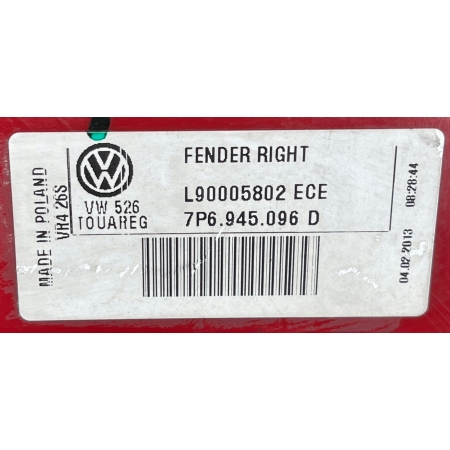 MADE IN POLAND
VR4 26S
VW 526
TOUAREG
FENDER RIGHT
L90005802 ECE
7P6.945.096 D
04.02.2013 08:28:44